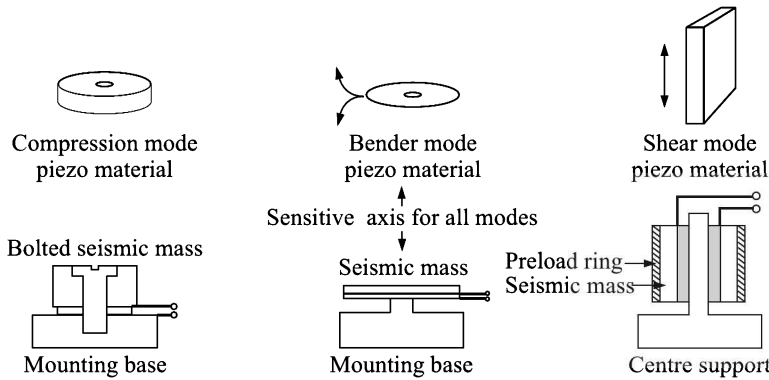 Compression mode
piezo material
Bender mode
piezo material
Shear mode
piezo material
Sensitive axis for all modes
Bolted seismic mass
Mounting base
Seismic mass
Mounting base
Preload ring
Seismic mass
Centre support